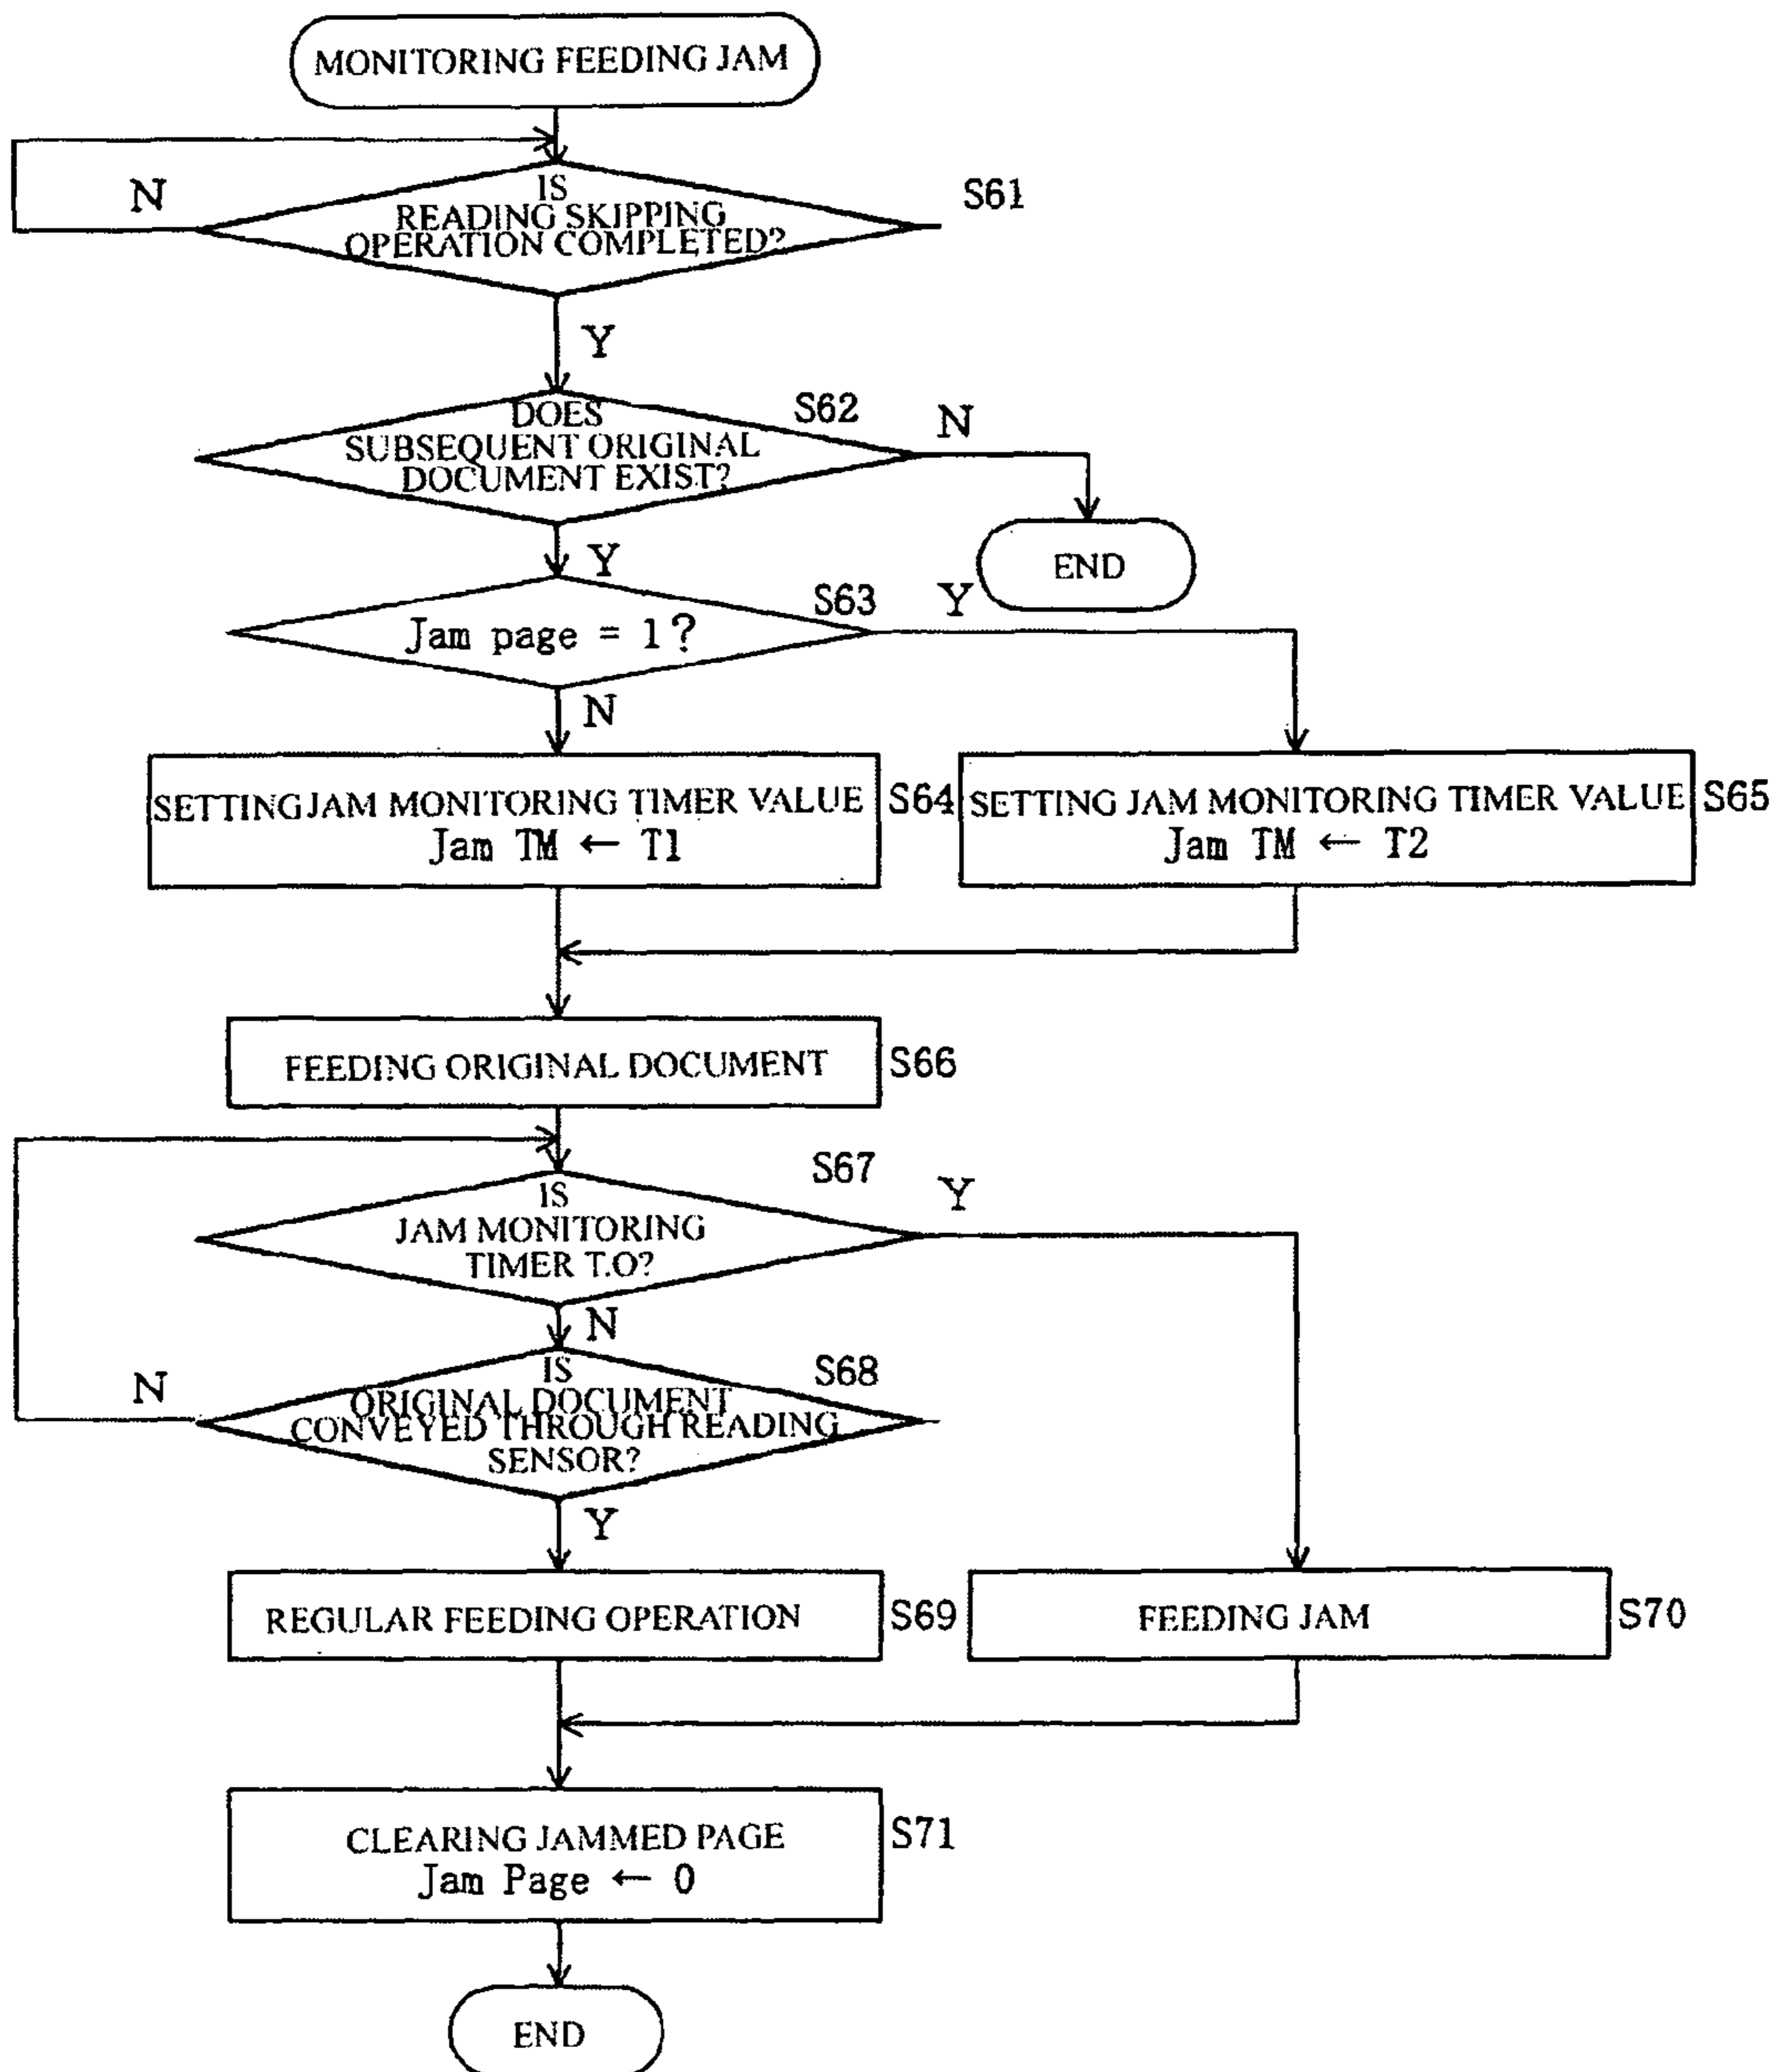 MONITORING FEEDING JAM
N
IS
READING SKIPPING
OPERATION COMPLETED?
S61
Y
DOES
SUBSEQUENT ORIGINAL
DOCUMENT EXIST?
S62
N
END
Y
Jam page = 1?
S63
Y
N
SETTING JAM MONITORING TIMER VALUE
Jam TM ← T1
S64
SETTING JAM MONITORING TIMER VALUE
Jam TM ← T2
S65
FEEDING ORIGINAL DOCUMENT
S66
IS
JAM MONITORING
TIMER T.O?
S67
Y
N
IS
ORIGINAL DOCUMENT
CONVEYED THROUGH READING
SENSOR?
S68
N
Y
REGULAR FEEDING OPERATION
S69
FEEDING JAM
S70
CLEARING JAMMED PAGE
Jam Page ← 0
S71
END